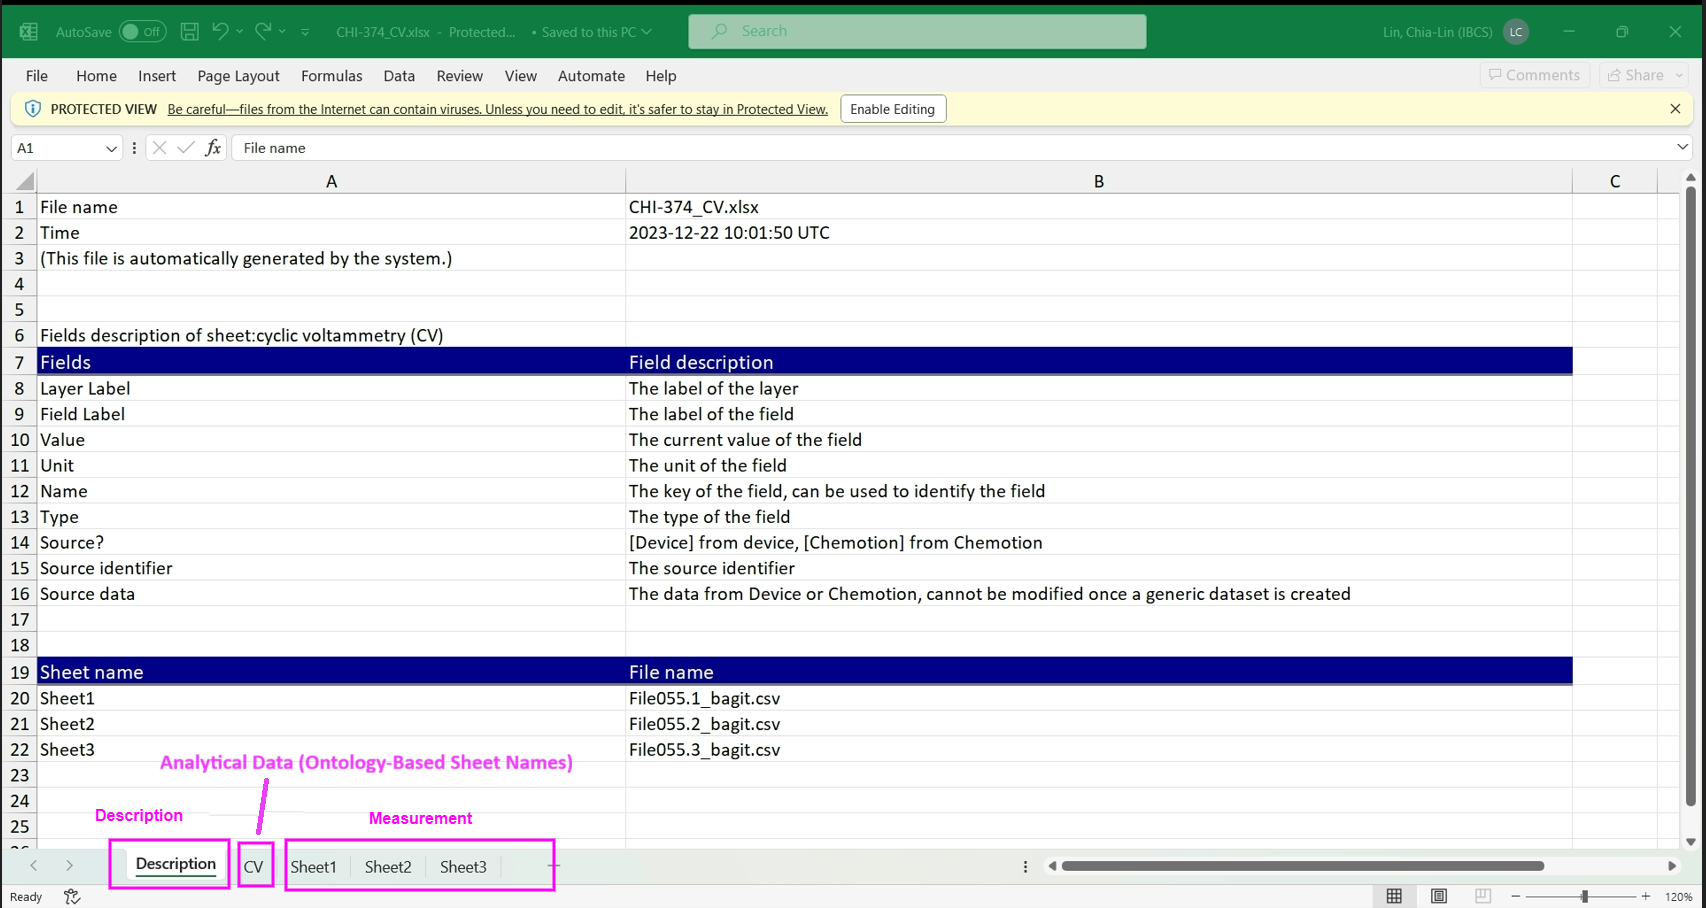 AutoSave Off CHI-374_CV.xlsx - Protected... • Saved to this PC Search Lin, Chia-Lin (IBCS) LC
File Home Insert Page Layout Formulas Data Review View Automate Help Comments Share
PROTECTED VIEW Be careful—files from the Internet can contain viruses. Unless you need to edit, it's safer to stay in Protected View. Enable Editing
A1 fx File name
A B C
1 File name CHI-374_CV.xlsx
2 Time 2023-12-22 10:01:50 UTC
3 (This file is automatically generated by the system.)
4
5
6 Fields description of sheet:cyclic voltammetry (CV)
7 Fields Field description
8 Layer Label The label of the layer
9 Field Label The label of the field
10 Value The current value of the field
11 Unit The unit of the field
12 Name The key of the field, can be used to identify the field
13 Type The type of the field
14 Source? [Device] from device, [Chemotion] from Chemotion
15 Source identifier The source identifier
16 Source data The data from Device or Chemotion, cannot be modified once a generic dataset is created
17
18
19 Sheet name File name
20 Sheet1 File055.1_bagit.csv
21 Sheet2 File055.2_bagit.csv
22 Sheet3 File055.3_bagit.csv
Analytical Data (Ontology-Based Sheet Names)
23
24
Description Measurement
25
Description CV Sheet1 Sheet2 Sheet3
Ready 120%